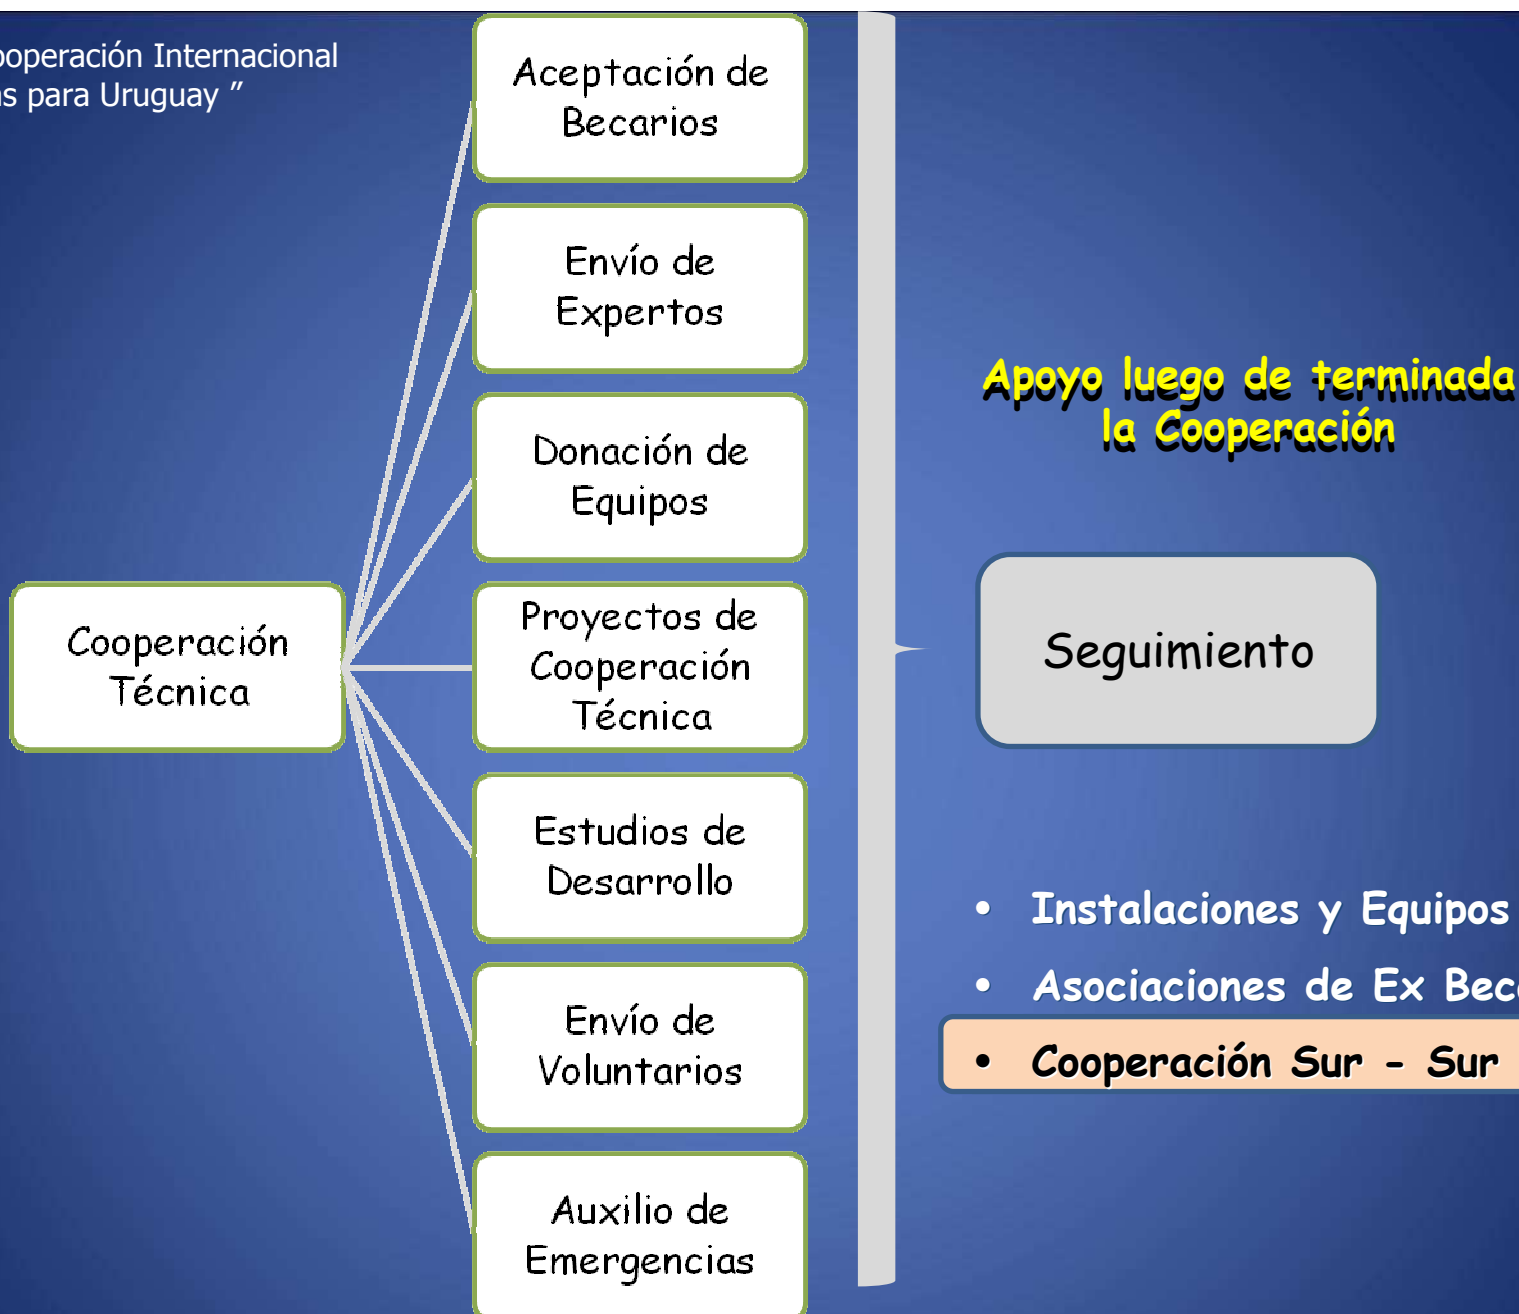 operación Internacional
s para Uruguay ”
Aceptación de
Becarios
Envío de
Expertos
Donación de
Equipos
Cooperación
Técnica
Proyectos de
Cooperación
Técnica
Estudios de
Desarrollo
Envío de
Voluntarios
Auxilio de
Emergencias
Apoyo luego de terminada
la Cooperación
Seguimiento
• Instalaciones y Equipos
• Asociaciones de Ex Bec
• Cooperación Sur - Sur